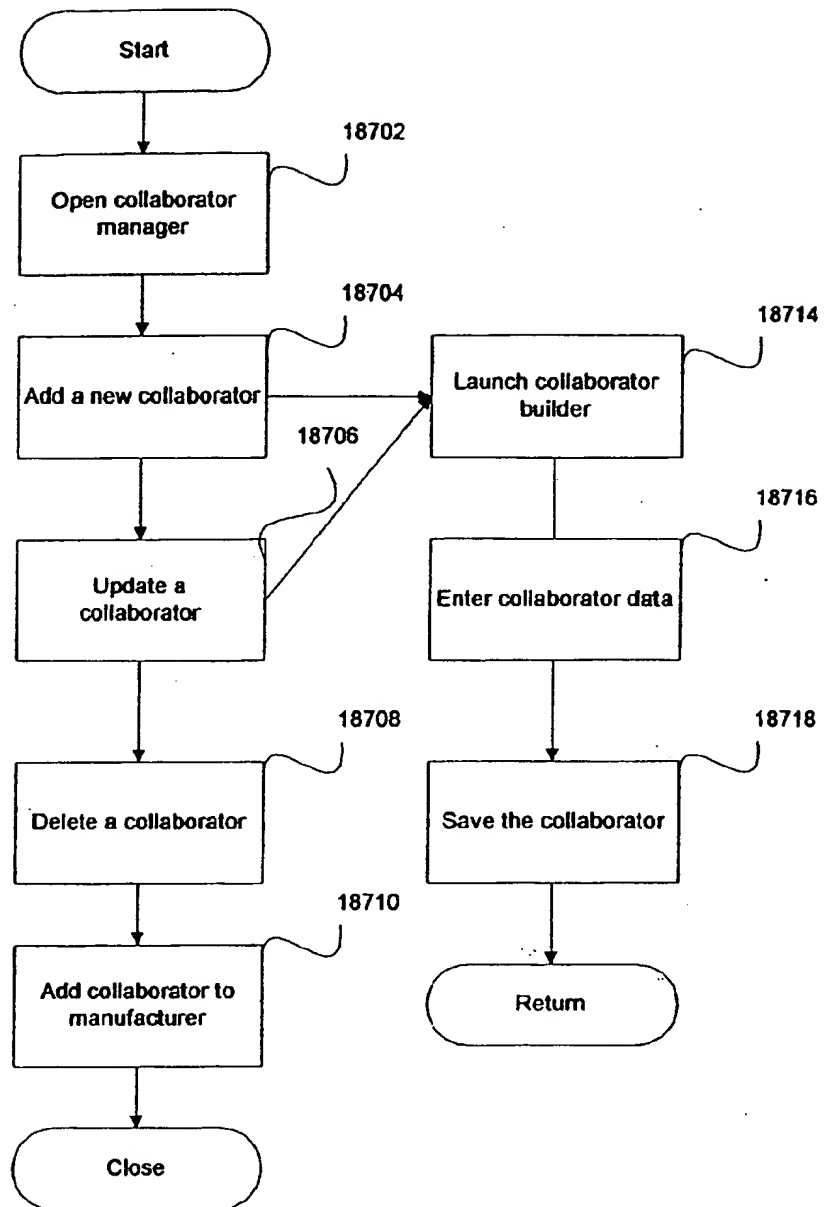 Start
18702
Open collaborator
manager
18704
Add a new collaborator
18714
Launch collaborator
builder
18706
Update a
collaborator
18716
Enter collaborator data
18708
Delete a collaborator
18718
Save the collaborator
18710
Add collaborator to
manufacturer
Return
Close